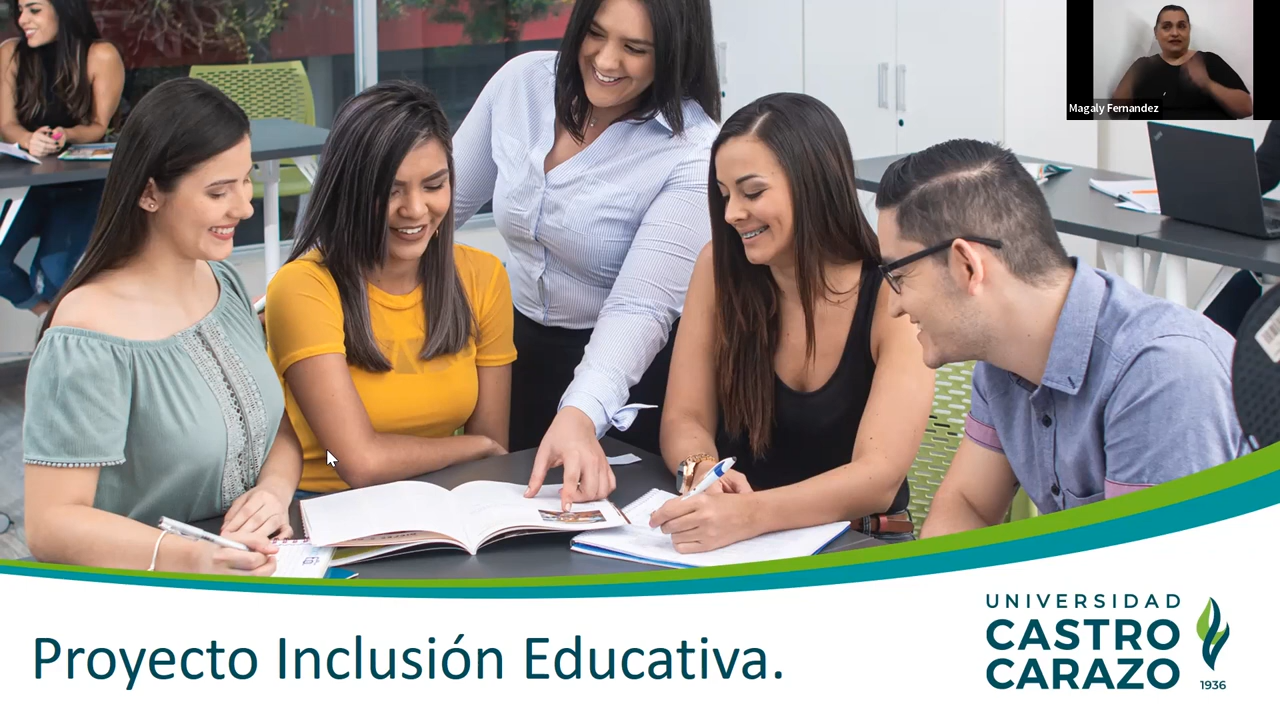 Magaly Fernandez
Proyecto Inclusión Educativa.
UNIVERSIDAD
CASTRO
CARAZO
1936